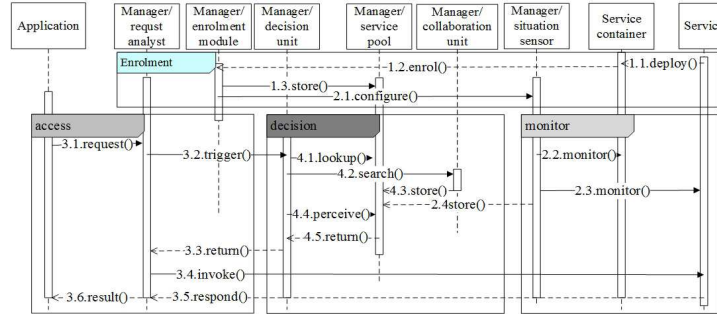 Application
Manager/
requst
analyst
Manager/
enrolment
module
Manager/
decision
unit
Manager/
service
pool
Manager/
collaboration
unit
Manager/
situation
sensor
Service
container
Servic
Enrolment
1.1.deploy()
1.2.enrol()
1.3.store()
2.1.configure()
access
decision
monitor
3.1.request()
3.2.trigger()
4.1.lookup()
2.2.monitor()
4.2.search()
4.3.store()
2.3.monitor()
2.4store()
4.4.perceive()
4.5.return()
3.3.return()
3.4.invoke()
3.6.result()
3.5.respond()